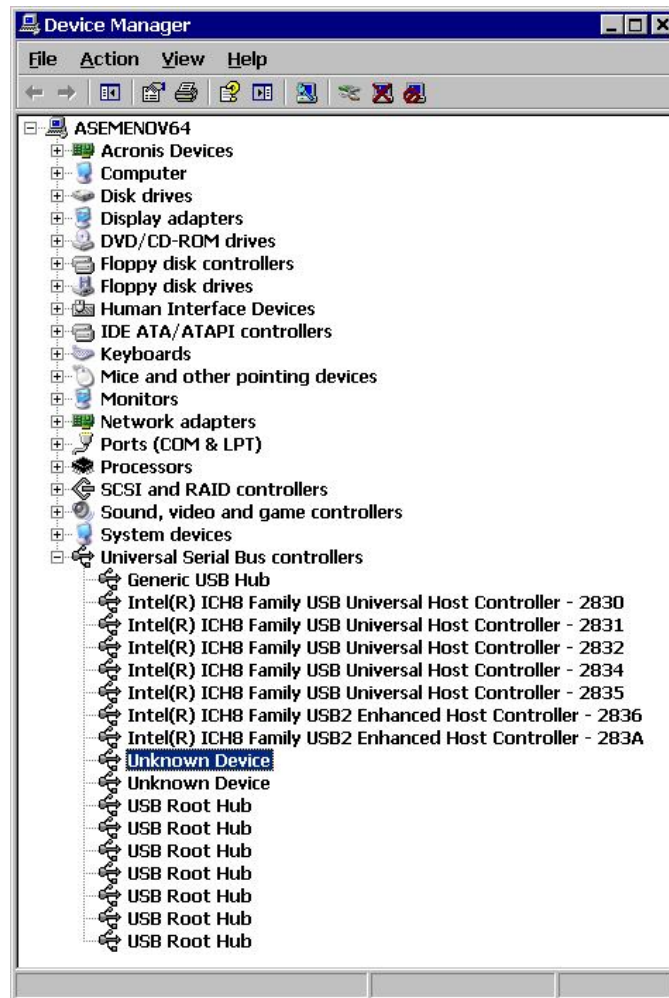 Device Manager
File Action View Help
ASEMENOV64
Acronis Devices
Computer
Disk drives
Display adapters
DVD/CD-ROM drives
Floppy disk controllers
Floppy disk drives
Human Interface Devices
IDE ATA/ATAPI controllers
Keyboards
Mice and other pointing devices
Monitors
Network adapters
Ports (COM & LPT)
Processors
SCSI and RAID controllers
Sound, video and game controllers
System devices
Universal Serial Bus controllers
Generic USB Hub
Intel(R) ICH8 Family USB Universal Host Controller - 2830
Intel(R) ICH8 Family USB Universal Host Controller - 2831
Intel(R) ICH8 Family USB Universal Host Controller - 2832
Intel(R) ICH8 Family USB Universal Host Controller - 2834
Intel(R) ICH8 Family USB Universal Host Controller - 2835
Intel(R) ICH8 Family USB2 Enhanced Host Controller - 2836
Intel(R) ICH8 Family USB2 Enhanced Host Controller - 283A
Unknown Device
Unknown Device
USB Root Hub
USB Root Hub
USB Root Hub
USB Root Hub
USB Root Hub
USB Root Hub
USB Root Hub